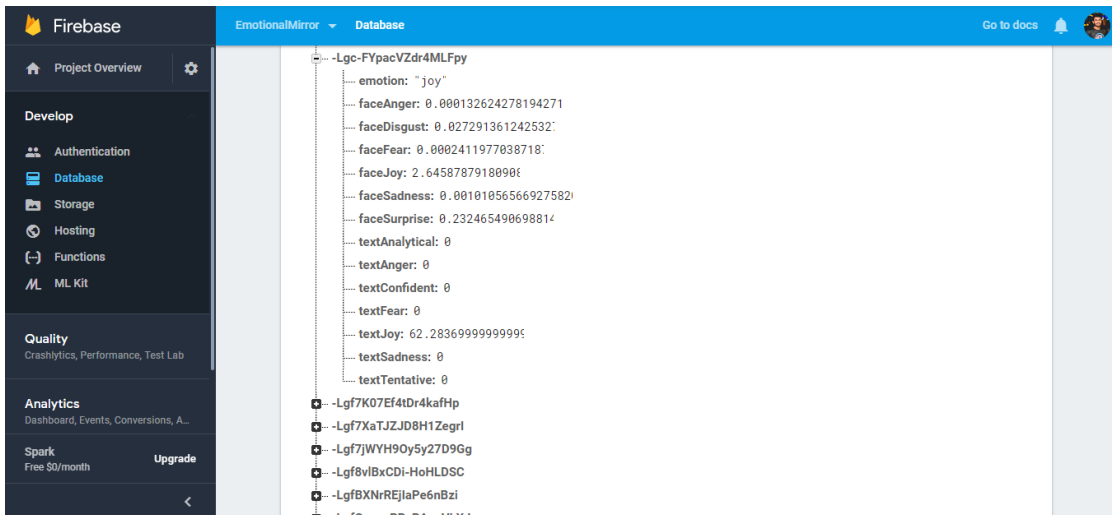 Firebase
EmotionalMirror
Database
Go to docs
Project Overview
Develop
Authentication
Database
Storage
Hosting
Functions
ML Kit
Quality
Crashlytics, Performance, Test Lab
Analytics
Dashboard, Events, Conversions, A...
Spark
Free $0/month
Upgrade
-Lgc-FYpacVZdr4MLFpy
emotion: "joy"
faceAnger: 0.000132624278194271
faceDisgust: 0.027291361242532
faceFear: 0.0002411977038718
faceJoy: 2.6458787918090
faceSadness: 0.0010105656692758
faceSurprise: 0.23246549069881
textAnalytical: 0
textAnger: 0
textConfident: 0
textFear: 0
textJoy: 62.2836999999999
textSadness: 0
textTentative: 0
-Lgf7K07Ef4tDr4kafHp
-Lgf7XaTJZJD8H1ZegrI
-Lgf7jWYH9Oy5y27D9Gg
-Lgf8vlBxCDi-HoHLDSC
-LgfBXNrREjIaPe6nBzi